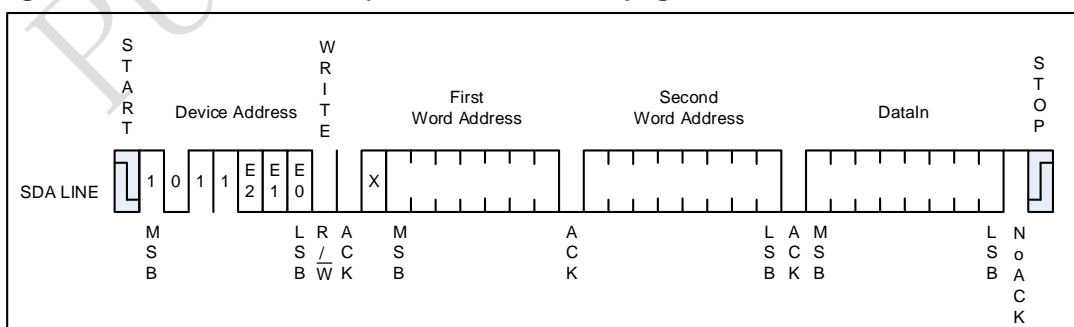 START
WRITE
STOP
Device Address
First
Word Address
Second
Word Address
DataIn
SDA LINE
1 0 1 1 E2 E1 E0 X
MSB
LSB
R/W
ACK
MSB
ACK
LSB
ACK
MSB
LSB
NoACK